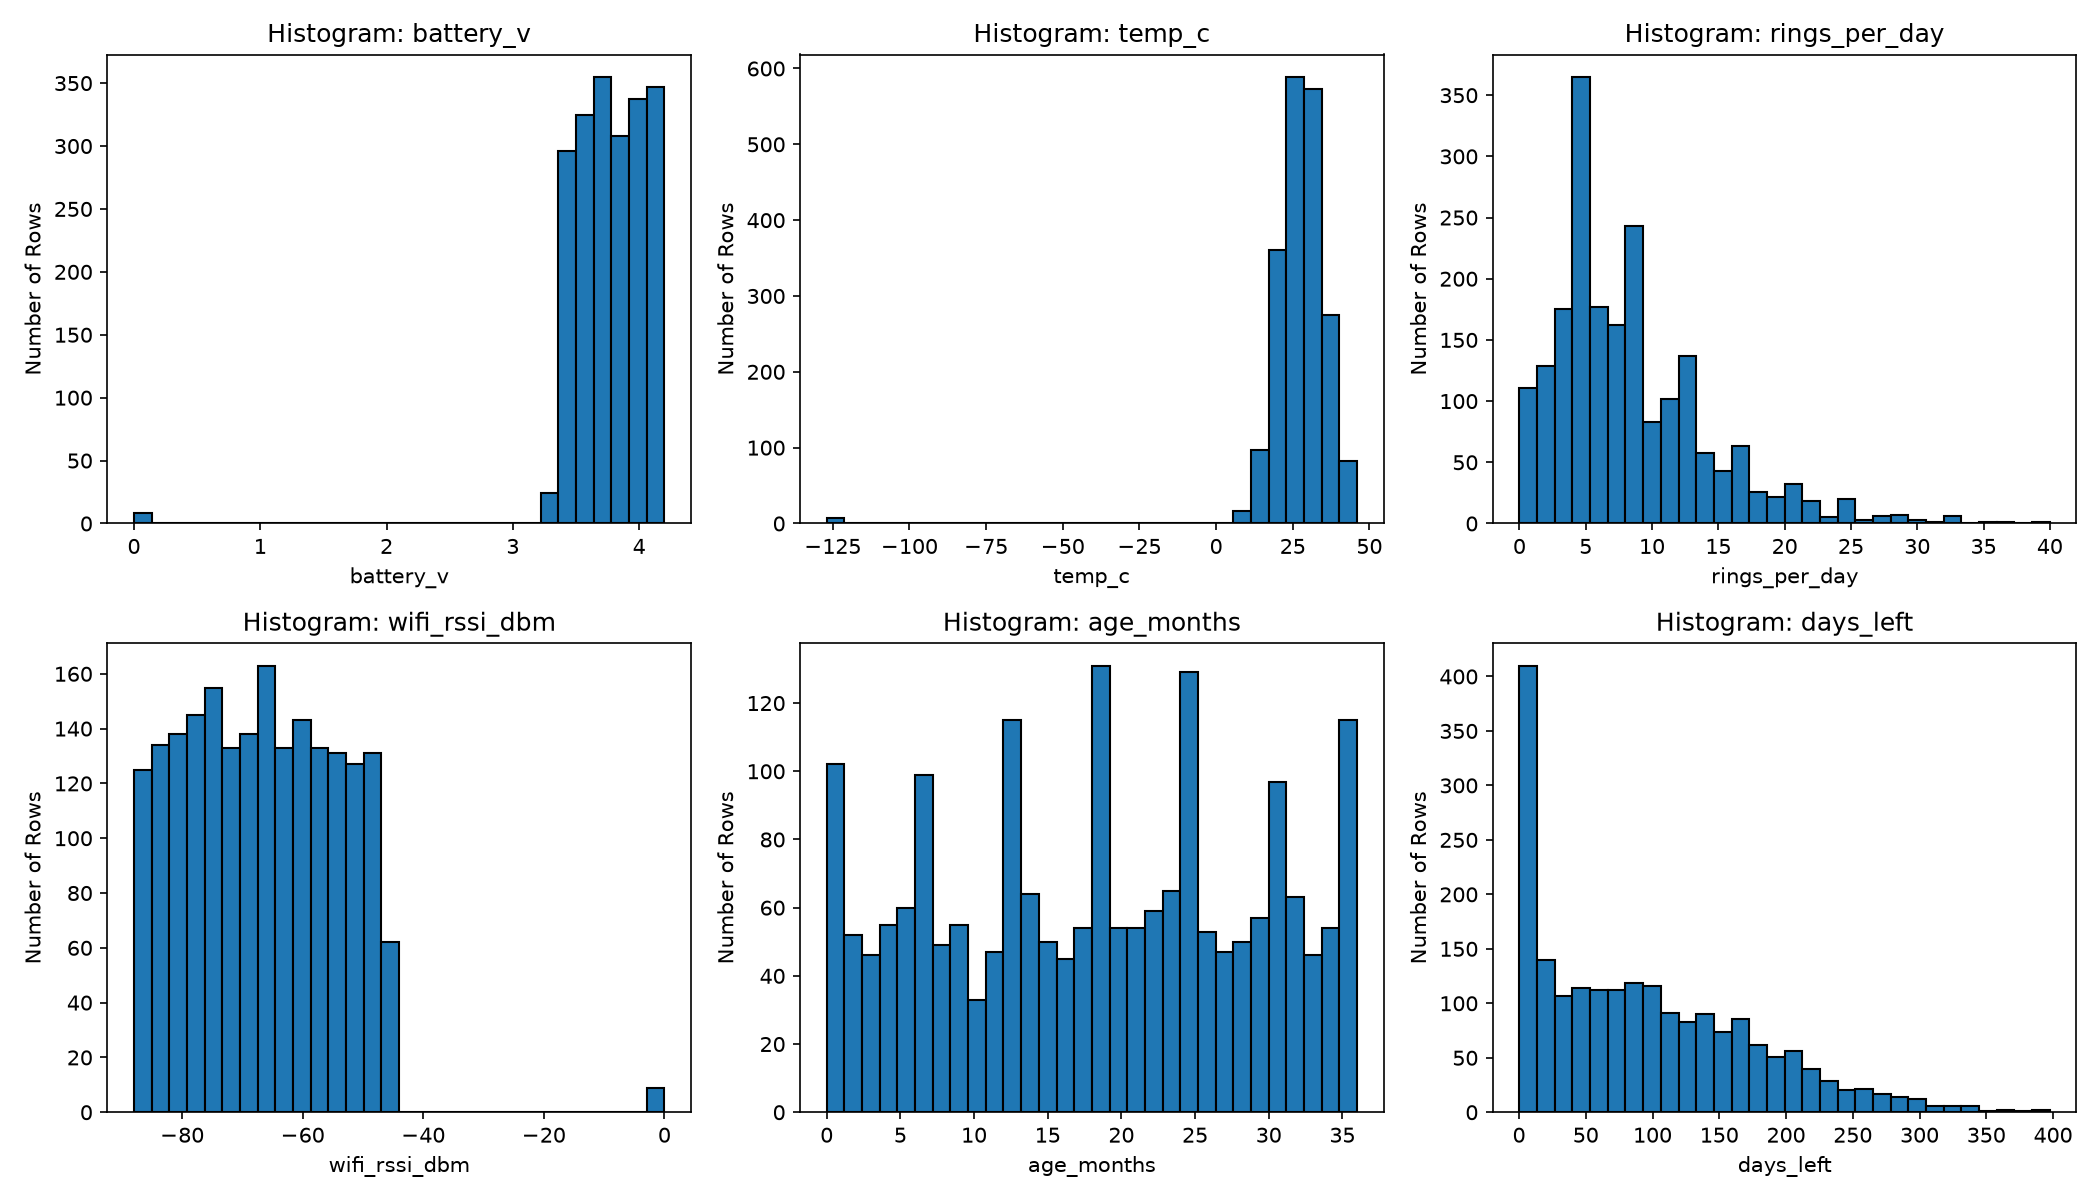 Histogram: battery_v
350
300
250
200
150
100
50
0
Number of Rows
0 1 2 3 4
battery_v
Histogram: temp_c
600
500
400
300
200
100
0
Number of Rows
−125 −100 −75 −50 −25 0 25 50
temp_c
Histogram: rings_per_day
350
300
250
200
150
100
50
0
Number of Rows
0 5 10 15 20 25 30 35 40
rings_per_day
Histogram: wifi_rssi_dbm
160
140
120
100
80
60
40
20
0
Number of Rows
−80 −60 −40 −20 0
wifi_rssi_dbm
Histogram: age_months
120
100
80
60
40
20
0
Number of Rows
0 5 10 15 20 25 30 35
age_months
Histogram: days_left
400
350
300
250
200
150
100
50
0
Number of Rows
0 50 100 150 200 250 300 350 400
days_left